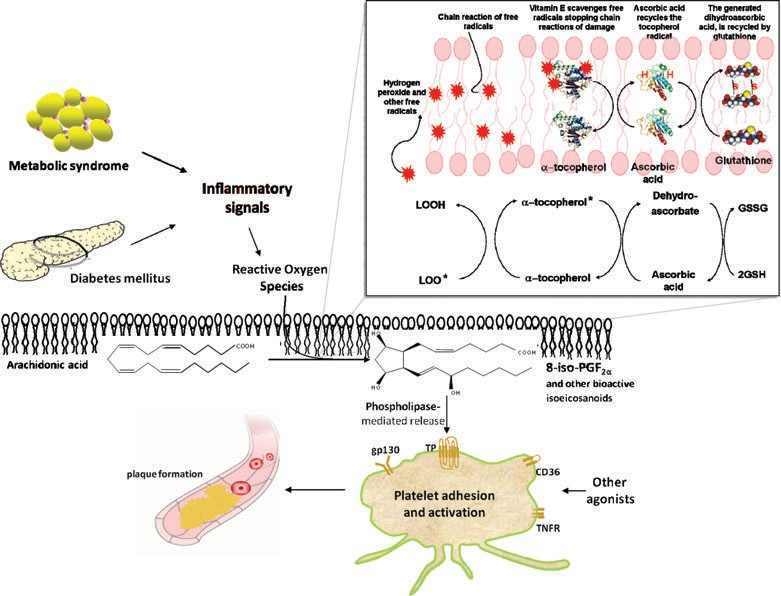 Chain reaction of free
radicals
Vitamin E scavenges free
radicals stopping chain
reactions of damage
Ascorbic acid
recycles the
tocopherol
radical
The generated
dihydroascorbic
acid, is recycled by
glutathione
Hydrogen
peroxide and
other free
radicals
H H
S S
α–tocopherol
Ascorbic
acid
Glutathione
LOOH
α–tocopherol*
Dehydro-
ascorbate
GSSG
LOO*
α–tocopherol
Ascorbic
acid
2GSH
Metabolic syndrome
Inflammatory
signals
Diabetes mellitus
Reactive Oxygen
Species
Arachidonic acid
COOH
HO
COOH
HO
OH
8-iso-PGF2α
and other bioactive
isoeicosanoids
Phospholipase-
mediated release
gp130
TP
CD36
TNFR
Platelet adhesion
and activation
Other
agonists
plaque formation